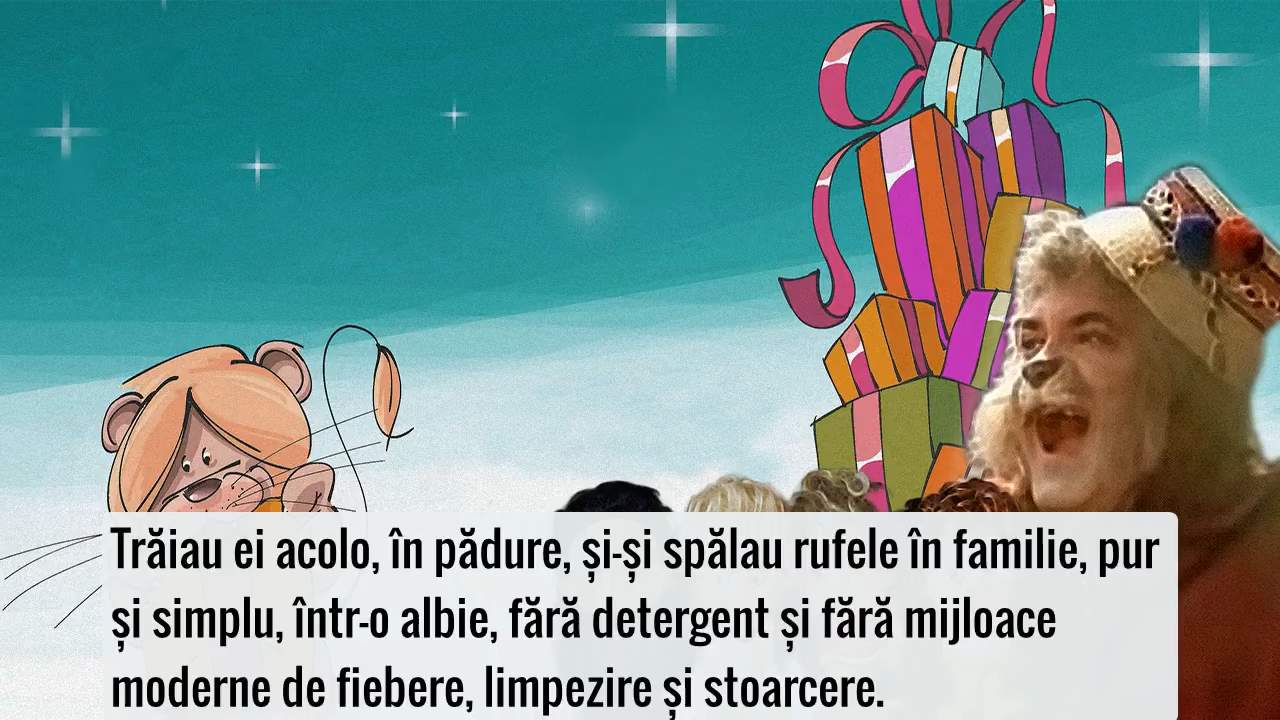 Trăiau ei acolo, în pădure, și-și spălau rufele în familie, pur
și simplu, într-o albie, fără detergent și fără mijloace
moderne de fiebere, limpezire și stoarcere.